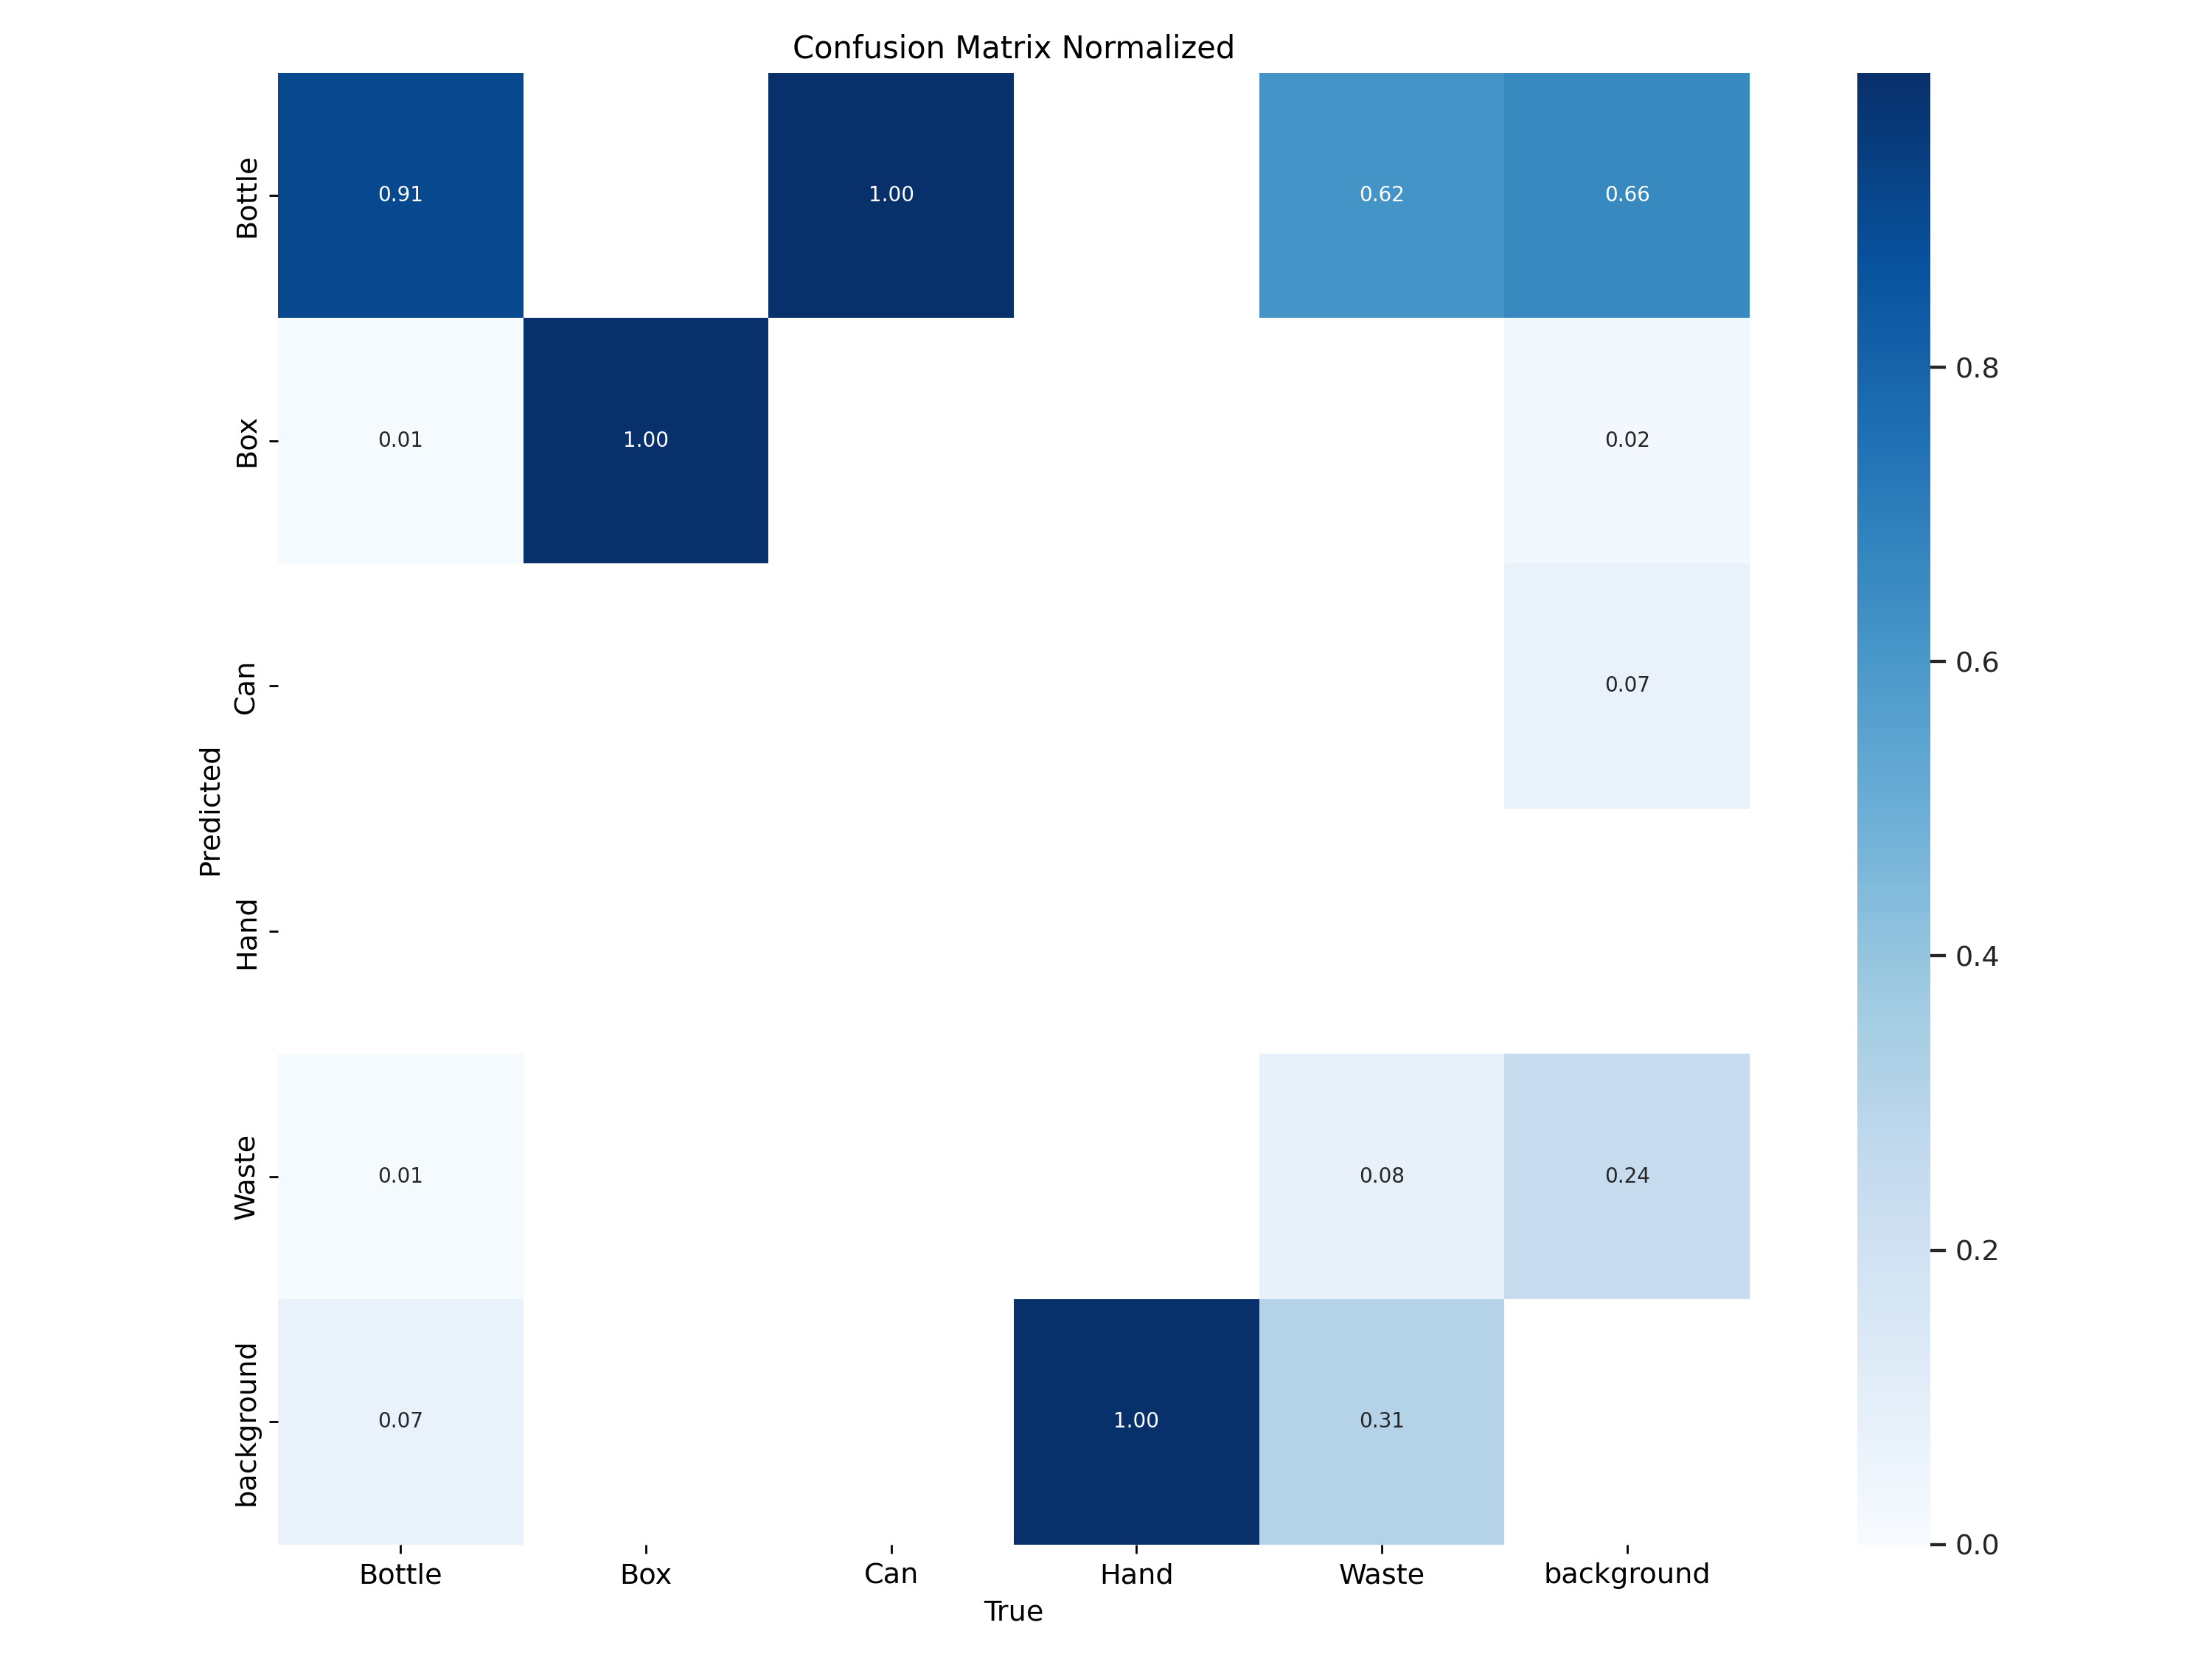 Confusion Matrix Normalized
Bottle
0.91
1.00
0.62
0.66
Box
0.01
1.00
0.02
Can
0.07
Hand
Waste
0.01
0.08
0.24
background
0.07
1.00
0.31
Predicted
Bottle
Box
Can
Hand
Waste
background
True
0.8
0.6
0.4
0.2
0.0